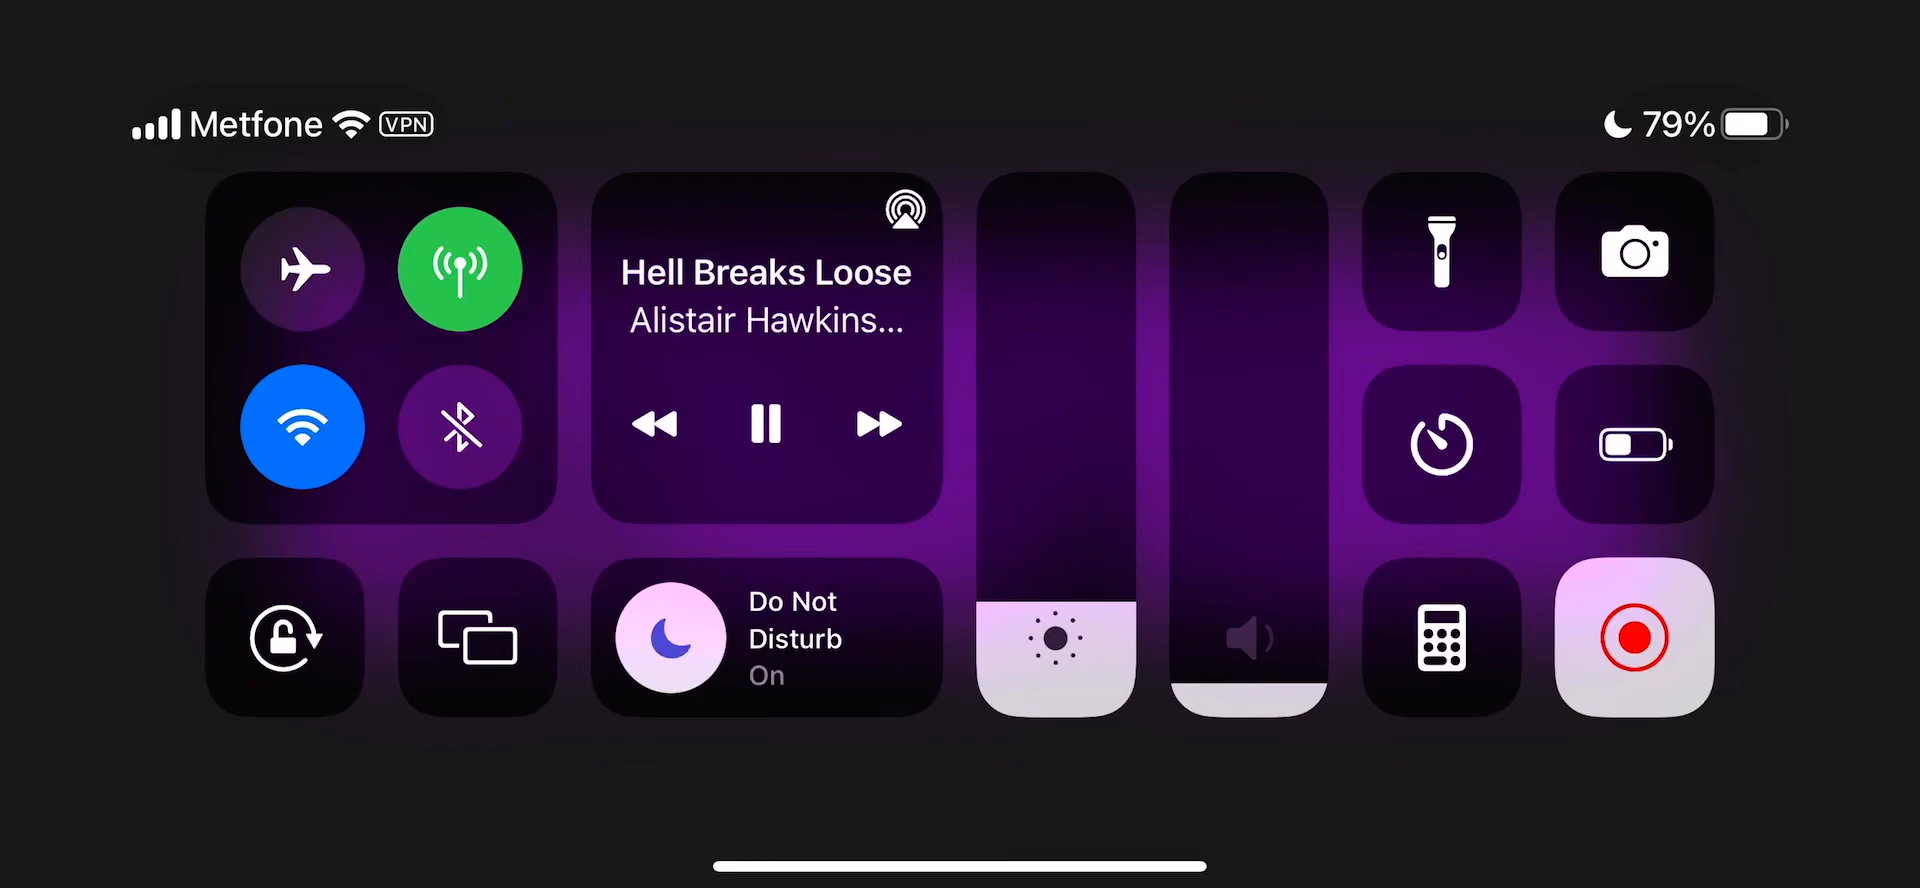 Metfone VPN
79%
Hell Breaks Loose
Alistair Hawkins...
Do Not
Disturb
On